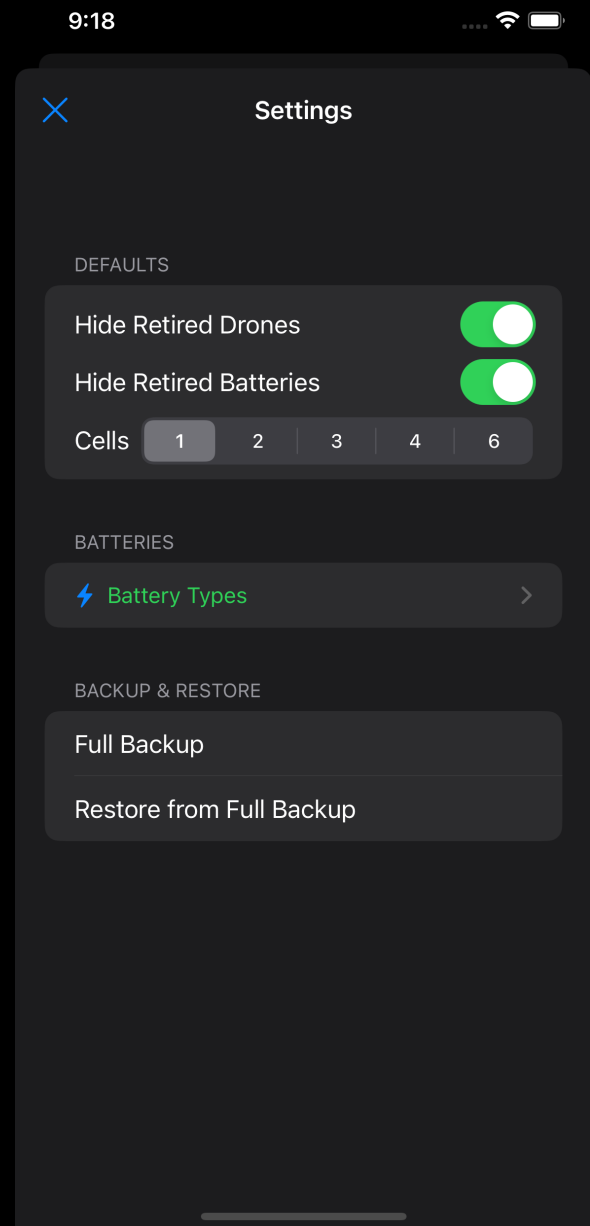 9:18
Settings
DEFAULTS
Hide Retired Drones
Hide Retired Batteries
Cells 1 2 3 4 6
BATTERIES
Battery Types
BACKUP & RESTORE
Full Backup
Restore from Full Backup